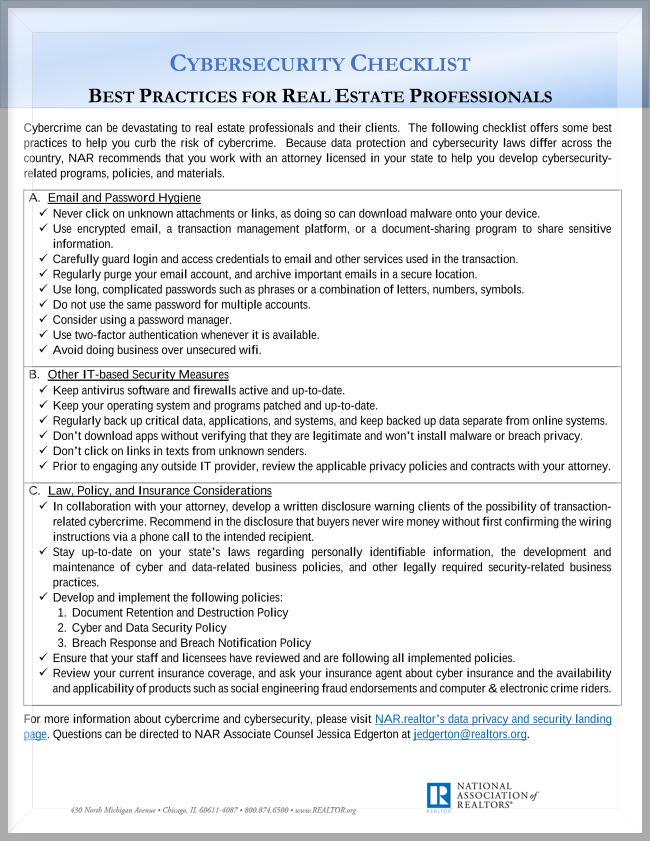 CYBERSECURITY CHECKLIST
BEST PRACTICES FOR REAL ESTATE PROFESSIONALS
Cybercrime can be devastating to real estate professionals and their clients. The following checklist offers some best
practices to help you curb the risk of cybercrime. Because data protection and cybersecurity laws differ across the
country, NAR recommends that you work with an attorney licensed in your state to help you develop cybersecurity-
related programs, policies, and materials.
A. Email and Password Hygiene
✓ Never click on unknown attachments or links, as doing so can download malware onto your device.
✓ Use encrypted email, a transaction management platform, or a document-sharing program to share sensitive
information.
✓ Carefully guard login and access credentials to email and other services used in the transaction.
✓ Regularly purge your email account, and archive important emails in a secure location.
✓ Use long, complicated passwords such as phrases or a combination of letters, numbers, symbols.
✓ Do not use the same password for multiple accounts.
✓ Consider using a password manager.
✓ Use two-factor authentication whenever it is available.
✓ Avoid doing business over unsecured wifi.
B. Other IT-based Security Measures
✓ Keep antivirus software and firewalls active and up-to-date.
✓ Keep your operating system and programs patched and up-to-date.
✓ Regularly back up critical data, applications, and systems, and keep backed up data separate from online systems.
✓ Don't download apps without verifying that they are legitimate and won't install malware or breach privacy.
✓ Don't click on links in texts from unknown senders.
✓ Prior to engaging any outside IT provider, review the applicable privacy policies and contracts with your attorney.
C. Law, Policy, and Insurance Considerations
✓ In collaboration with your attorney, develop a written disclosure warning clients of the possibility of transaction-
related cybercrime. Recommend in the disclosure that buyers never wire money without first confirming the wiring
instructions via a phone call to the intended recipient.
✓ Stay up-to-date on your state's laws regarding personally identifiable information, the development and
maintenance of cyber and data-related business policies, and other legally required security-related business
practices.
✓ Develop and implement the following policies:
1. Document Retention and Destruction Policy
2. Cyber and Data Security Policy
3. Breach Response and Breach Notification Policy
✓ Ensure that your staff and licensees have reviewed and are following all implemented policies.
✓ Review your current insurance coverage, and ask your insurance agent about cyber insurance and the availability
and applicability of products such as social engineering fraud endorsements and computer & electronic crime riders.
For more information about cybercrime and cybersecurity, please visit NAR.realtor's data privacy and security landing
page. Questions can be directed to NAR Associate Counsel Jessica Edgerton at jedgerton@realtors.org.
430 North Michigan Avenue • Chicago, IL 60611-4087 • 800.874.6500 • www.REALTOR.org
REALTOR
NATIONAL
ASSOCIATION of
REALTORS®